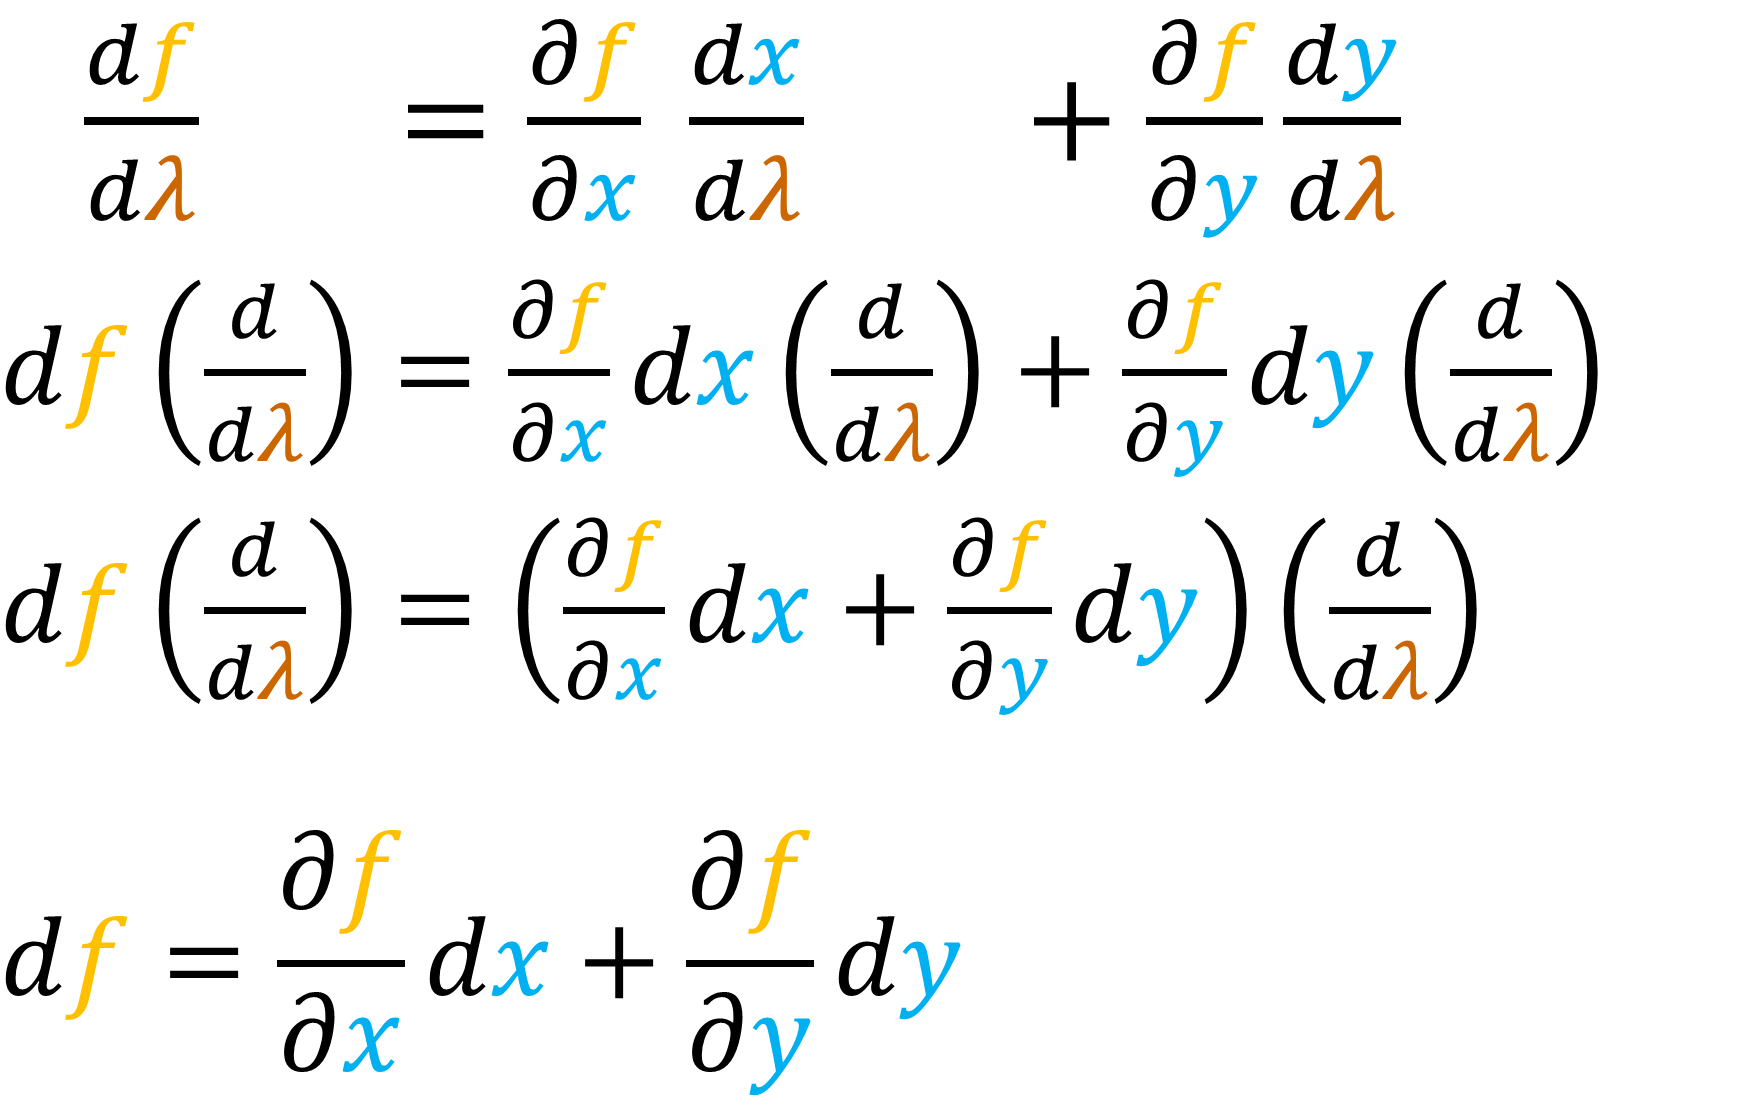 df/dλ = ∂f/∂x dx/dλ + ∂f/∂y dy/dλ
df (d/dλ) = ∂f/∂x dx (d/dλ) + ∂f/∂y dy (d/dλ)
df (d/dλ) = (∂f/∂x dx + ∂f/∂y dy) (d/dλ)
df = ∂f/∂x dx + ∂f/∂y dy